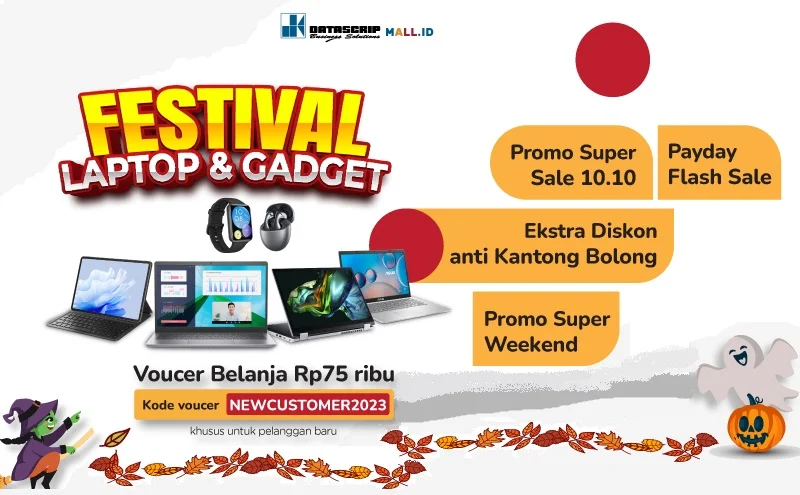 DATASCRIP
Business Solutions
MALL.ID
FESTIVAL
LAPTOP & GADGET
Promo Super
Sale 10.10
Payday
Flash Sale
Ekstra Diskon
anti Kantong Bolong
Promo Super
Weekend
Voucer Belanja Rp75 ribu
Kode voucer NEWCUSTOMER2023
khusus untuk pelanggan baru